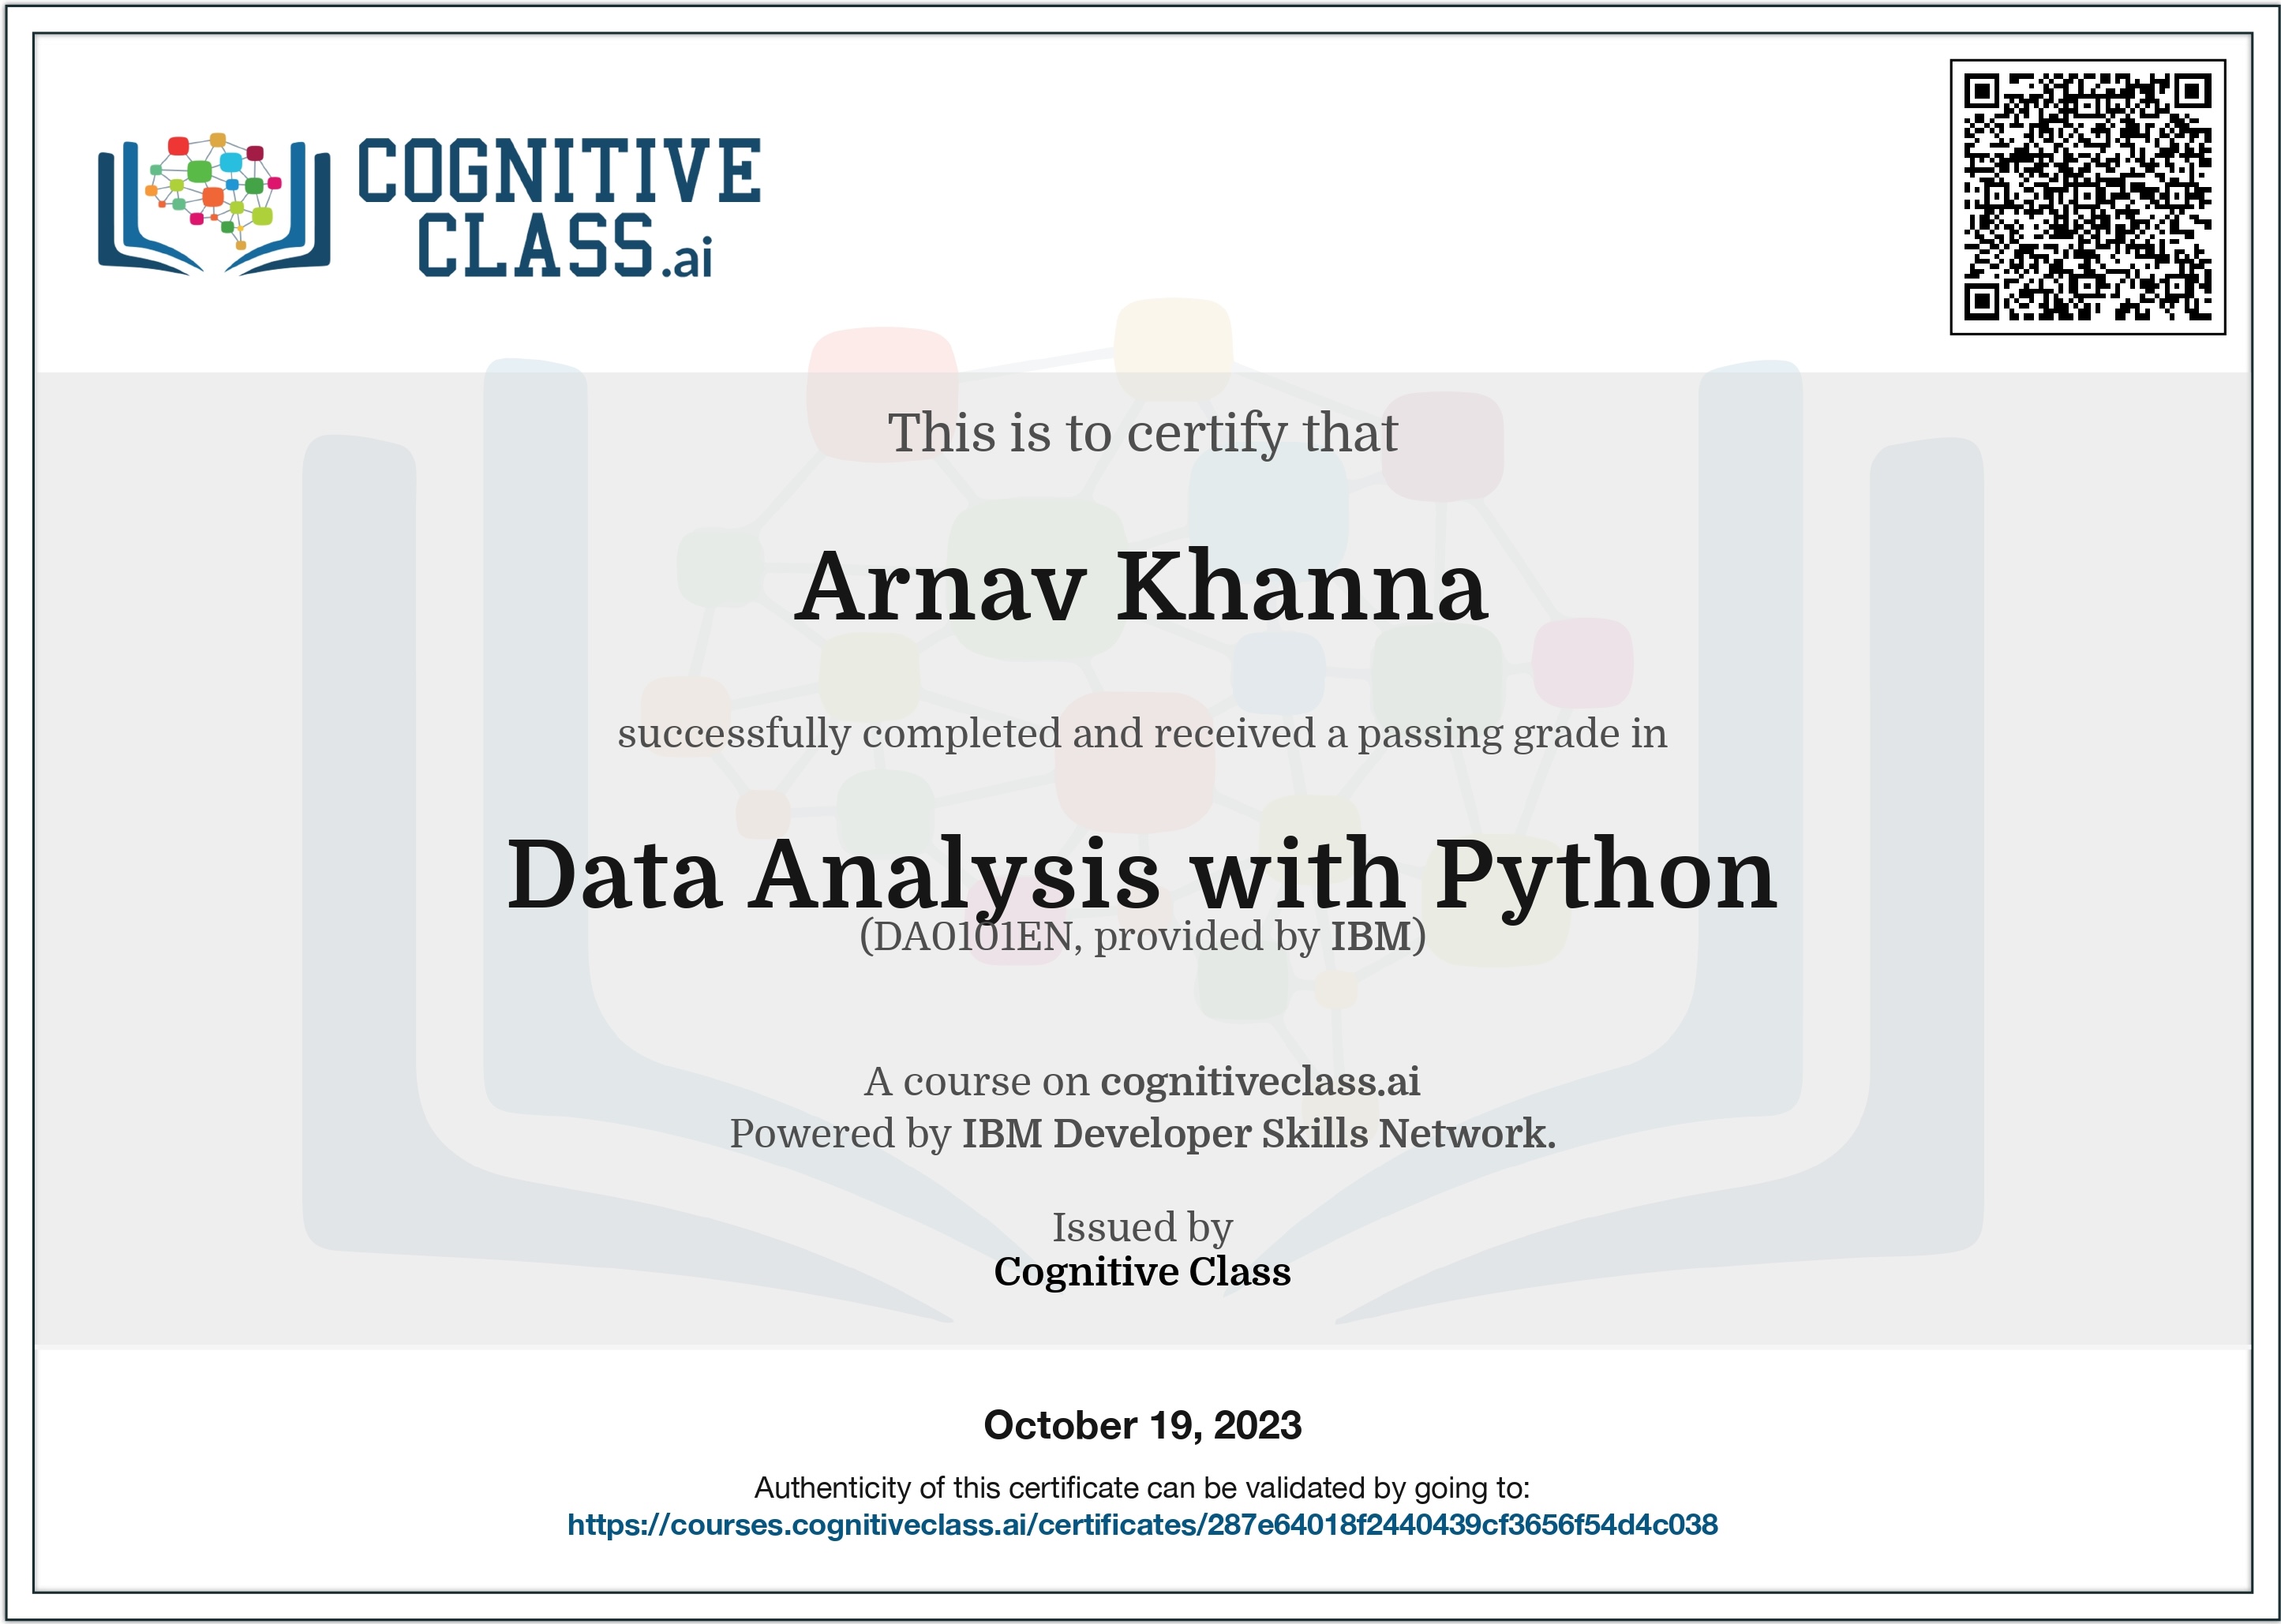 COGNITIVE
CLASS.ai
This is to certify that
Arnav Khanna
successfully completed and received a passing grade in
Data Analysis with Python
(DA0101EN, provided by IBM)
A course on cognitiveclass.ai
Powered by IBM Developer Skills Network.
Issued by
Cognitive Class
October 19, 2023
Authenticity of this certificate can be validated by going to:
https://courses.cognitiveclass.ai/certificates/287e64018f2440439cf3656f54d4c038